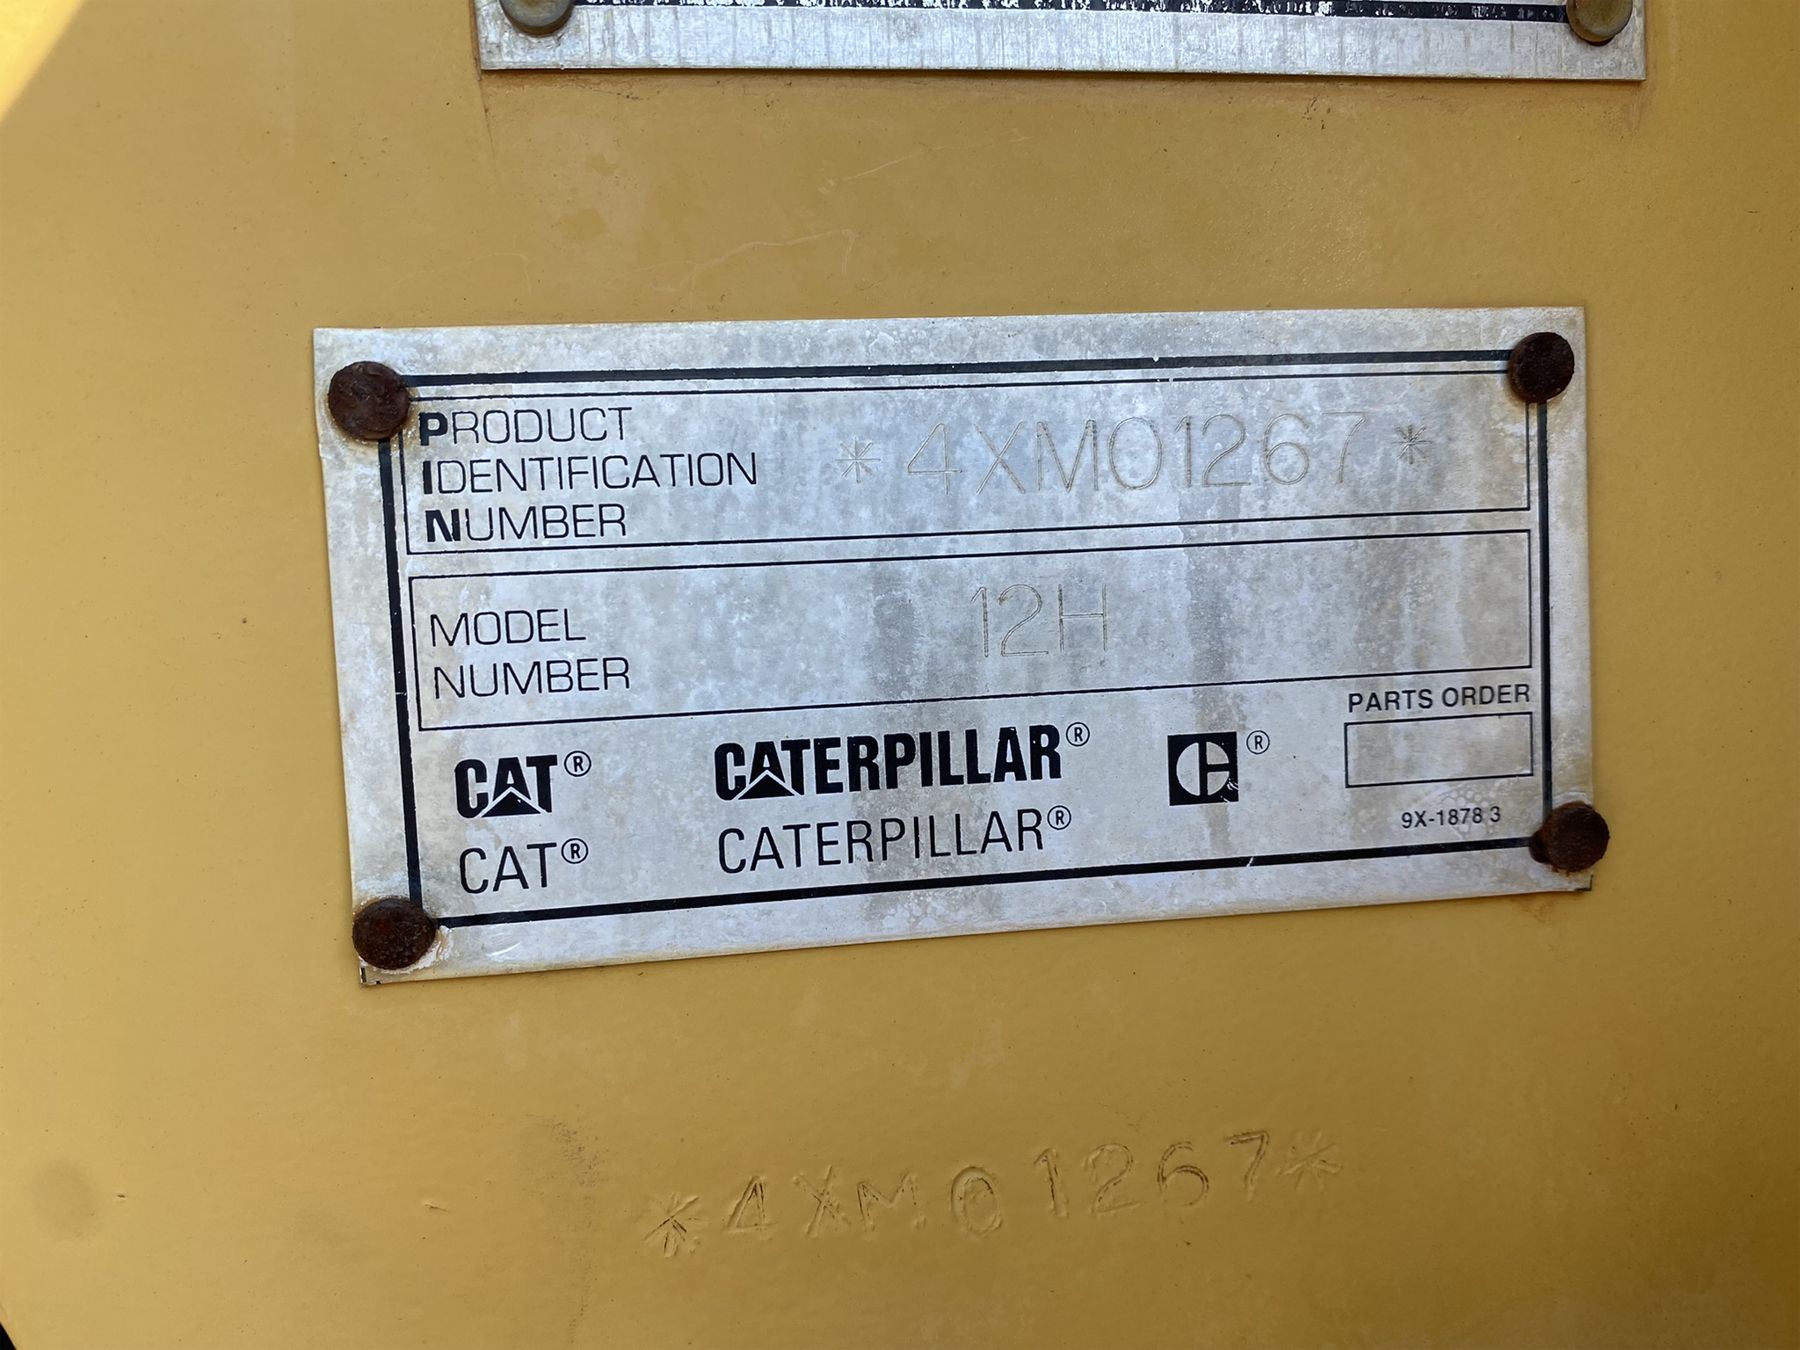 PRODUCT
IDENTIFICATION
NUMBER
*4XM01267*
MODEL
NUMBER
12H
PARTS ORDER
CAT® CATERPILLAR® ®
CAT® CATERPILLAR®
9X-1878 3
*4XM01267*